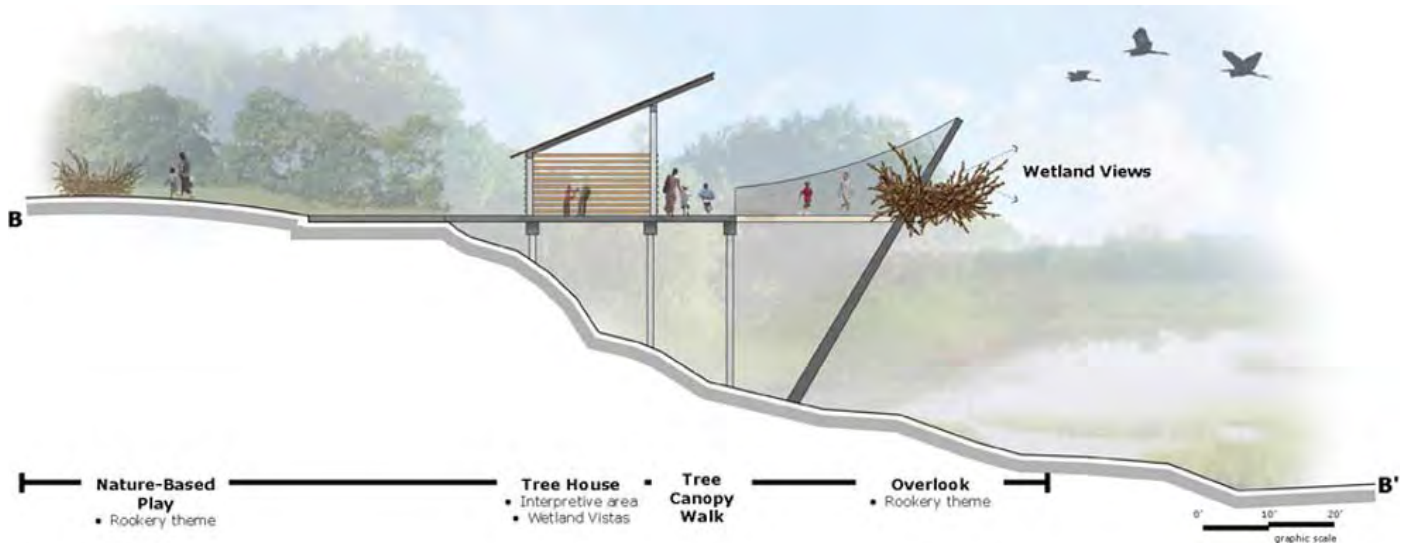 Wetland Views
B
B'
Nature-Based
Play
• Rookery theme
Tree House
• Interpretive area
• Wetland Vistas
Tree
Canopy
Walk
Overlook
• Rookery theme
0' 10' 20'
graphic scale